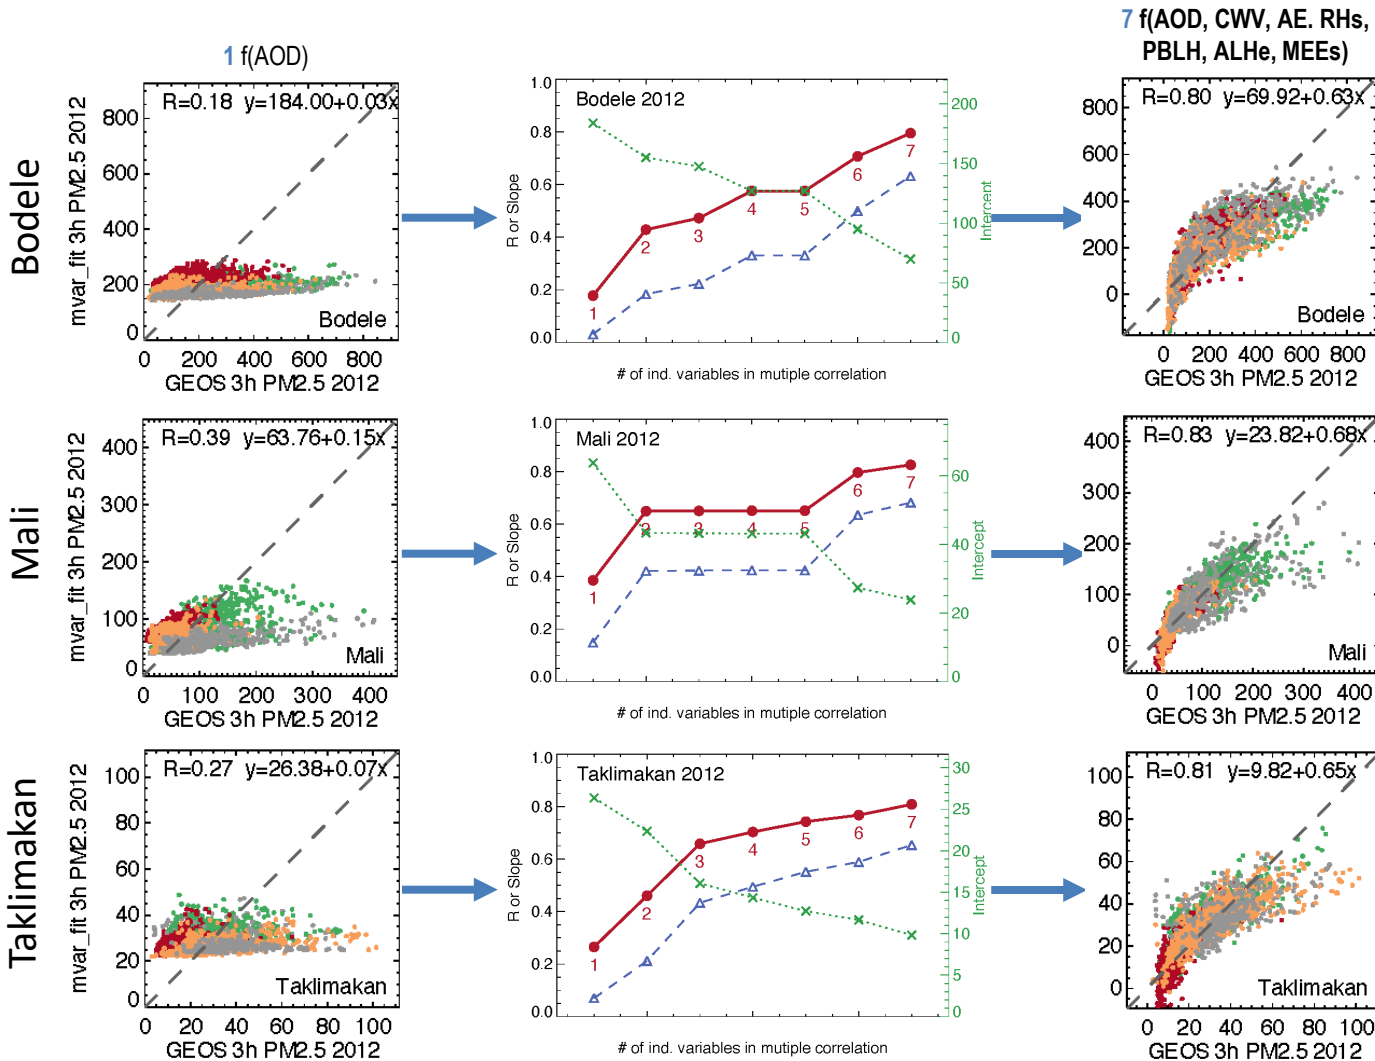 7 f(AOD, CWV, AE. RHs,
PBLH, ALHe, MEEs)
1 f(AOD)
Bodele
mvar_fit 3h PM2.5 2012
800
600
400
200
0
R=0.18 y=184.00+0.03x
Bodele
0 200 400 600 800
GEOS 3h PM2.5 2012
R or Slope
1.0
0.8
0.6
0.4
0.2
0.0
Bodele 2012
1
2
3
4
5
6
7
200
150
100
50
0
Intercept
# of ind. variables in mutiple correlation
800
600
400
200
0
R=0.80 y=69.92+0.63x
Bodele
0 200 400 600 800
GEOS 3h PM2.5 2012
Mali
mvar_fit 3h PM2.5 2012
400
300
200
100
0
R=0.39 y=63.76+0.15x
Mali
0 100 200 300 400
GEOS 3h PM2.5 2012
R or Slope
1.0
0.8
0.6
0.4
0.2
0.0
Mali 2012
1
2
3
4
5
6
7
60
40
20
0
Intercept
# of ind. variables in mutiple correlation
400
300
200
100
0
R=0.83 y=23.82+0.68x
Mali
0 100 200 300 400
GEOS 3h PM2.5 2012
Taklimakan
mvar_fit 3h PM2.5 2012
100
80
60
40
20
0
R=0.27 y=26.38+0.07x
Taklimakan
0 20 40 60 80 100
GEOS 3h PM2.5 2012
R or Slope
1.0
0.8
0.6
0.4
0.2
0.0
Taklimakan 2012
1
2
3
4
5
6
7
30
25
20
15
10
5
0
Intercept
# of ind. variables in mutiple correlation
100
80
60
40
20
0
R=0.81 y=9.82+0.65x
Taklimakan
0 20 40 60 80 100
GEOS 3h PM2.5 2012